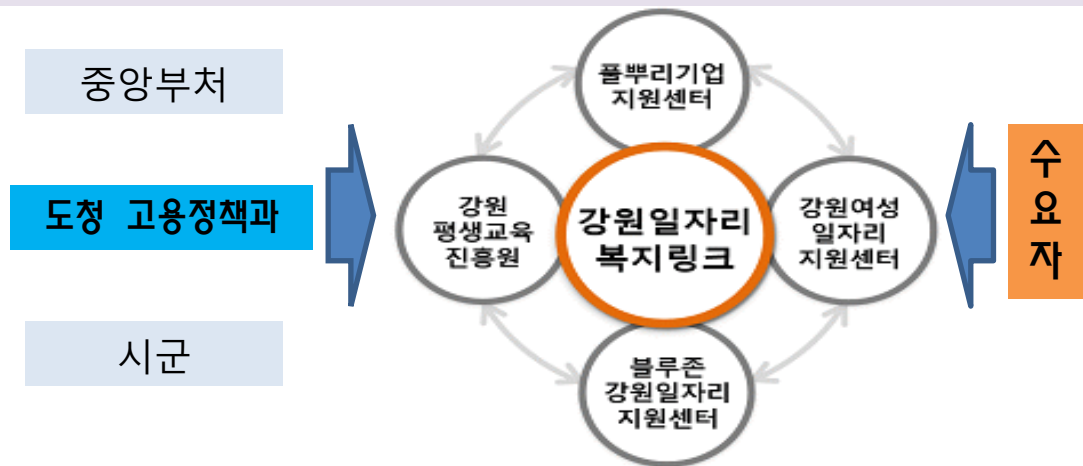 중앙부처
도청 고용정책과
시군
풀뿌리기업
지원센터
강원
평생교육
진흥원
강원일자리
복지링크
강원여성
일자리
지원센터
블루존
강원일자리
지원센터
수
요
자